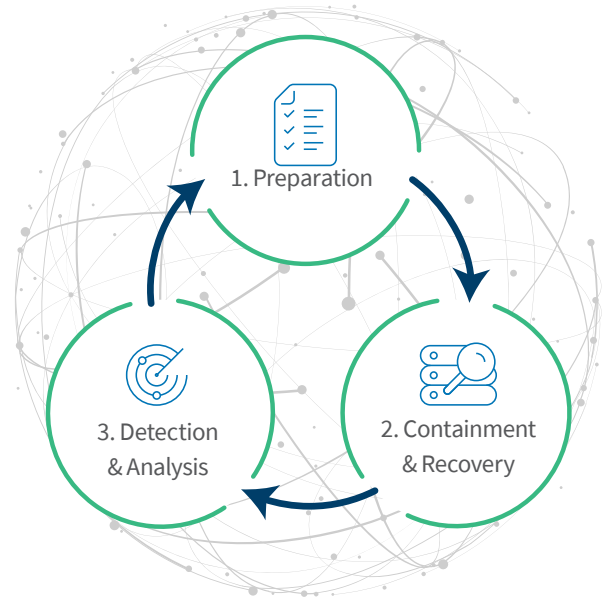 1. Preparation
2. Containment
& Recovery
3. Detection
& Analysis